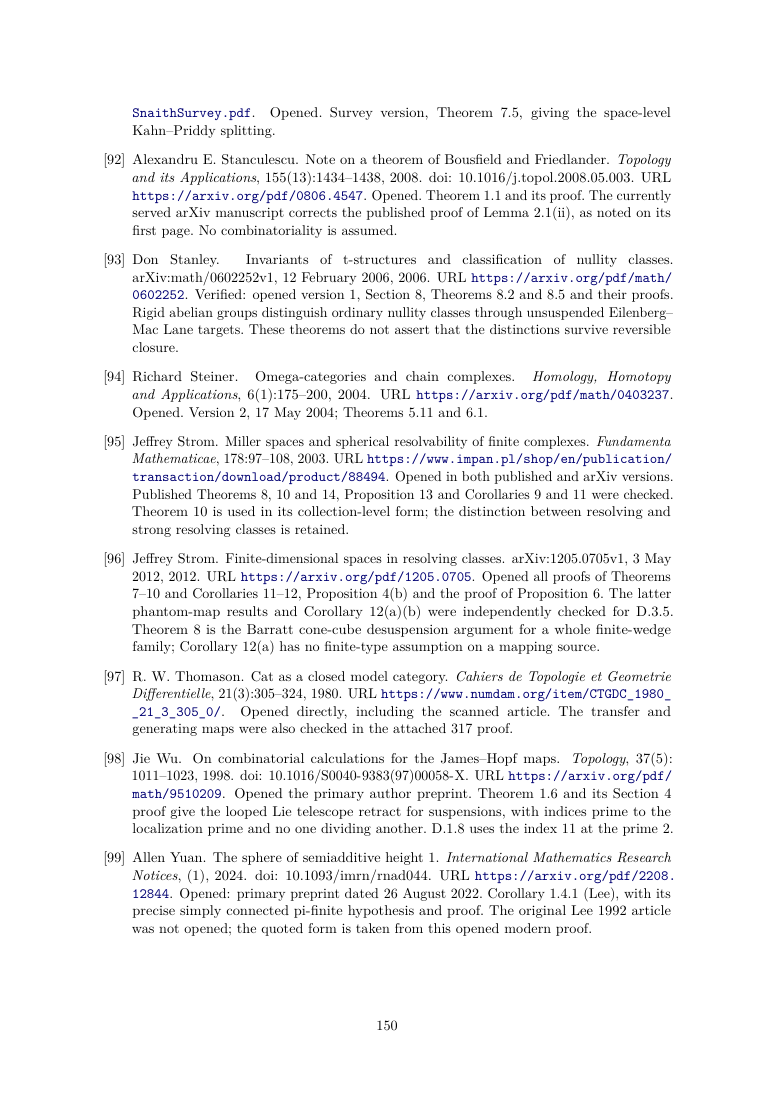 SnaithSurvey.pdf. Opened. Survey version, Theorem 7.5, giving the space-level
Kahn–Priddy splitting.
[92] Alexandru E. Stanculescu. Note on a theorem of Bousfield and Friedlander. Topology
and its Applications, 155(13):1434–1438, 2008. doi: 10.1016/j.topol.2008.05.003. URL
https://arxiv.org/pdf/0806.4547. Opened. Theorem 1.1 and its proof. The currently
served arXiv manuscript corrects the published proof of Lemma 2.1(ii), as noted on its
first page. No combinatoriality is assumed.
[93] Don Stanley. Invariants of t-structures and classification of nullity classes.
arXiv:math/0602252v1, 12 February 2006, 2006. URL https://arxiv.org/pdf/math/
0602252. Verified: opened version 1, Section 8, Theorems 8.2 and 8.5 and their proofs.
Rigid abelian groups distinguish ordinary nullity classes through unsuspended Eilenberg–
Mac Lane targets. These theorems do not assert that the distinctions survive reversible
closure.
[94] Richard Steiner. Omega-categories and chain complexes. Homology, Homotopy
and Applications, 6(1):175–200, 2004. URL https://arxiv.org/pdf/math/0403237.
Opened. Version 2, 17 May 2004; Theorems 5.11 and 6.1.
[95] Jeffrey Strom. Miller spaces and spherical resolvability of finite complexes. Fundamenta
Mathematicae, 178:97–108, 2003. URL https://www.impan.pl/shop/en/publication/
transaction/download/product/88494. Opened in both published and arXiv versions.
Published Theorems 8, 10 and 14, Proposition 13 and Corollaries 9 and 11 were checked.
Theorem 10 is used in its collection-level form; the distinction between resolving and
strong resolving classes is retained.
[96] Jeffrey Strom. Finite-dimensional spaces in resolving classes. arXiv:1205.0705v1, 3 May
2012, 2012. URL https://arxiv.org/pdf/1205.0705. Opened all proofs of Theorems
7–10 and Corollaries 11–12, Proposition 4(b) and the proof of Proposition 6. The latter
phantom-map results and Corollary 12(a)(b) were independently checked for D.3.5.
Theorem 8 is the Barratt cone-cube desuspension argument for a whole finite-wedge
family; Corollary 12(a) has no finite-type assumption on a mapping source.
[97] R. W. Thomason. Cat as a closed model category. Cahiers de Topologie et Geometrie
Differentielle, 21(3):305–324, 1980. URL https://www.numdam.org/item/CTGDC_1980_
_21_3_305_0/. Opened directly, including the scanned article. The transfer and
generating maps were also checked in the attached 317 proof.
[98] Jie Wu. On combinatorial calculations for the James–Hopf maps. Topology, 37(5):
1011–1023, 1998. doi: 10.1016/S0040-9383(97)00058-X. URL https://arxiv.org/pdf/
math/9510209. Opened the primary author preprint. Theorem 1.6 and its Section 4
proof give the looped Lie telescope retract for suspensions, with indices prime to the
localization prime and no one dividing another. D.1.8 uses the index 11 at the prime 2.
[99] Allen Yuan. The sphere of semiadditive height 1. International Mathematics Research
Notices, (1), 2024. doi: 10.1093/imrn/rnad044. URL https://arxiv.org/pdf/2208.
12844. Opened: primary preprint dated 26 August 2022. Corollary 1.4.1 (Lee), with its
precise simply connected pi-finite hypothesis and proof. The original Lee 1992 article
was not opened; the quoted form is taken from this opened modern proof.
150